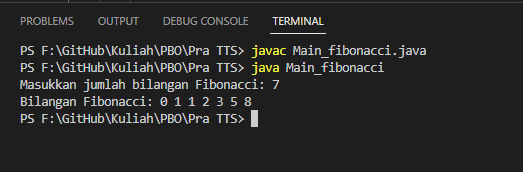 PROBLEMS OUTPUT DEBUG CONSOLE TERMINAL
PS F:\GitHub\Kuliah\PBO\Pra TTS> javac Main_fibonacci.java
PS F:\GitHub\Kuliah\PBO\Pra TTS> java Main_fibonacci
Masukkan jumlah bilangan Fibonacci: 7
Bilangan Fibonacci: 0 1 1 2 3 5 8
PS F:\GitHub\Kuliah\PBO\Pra TTS>